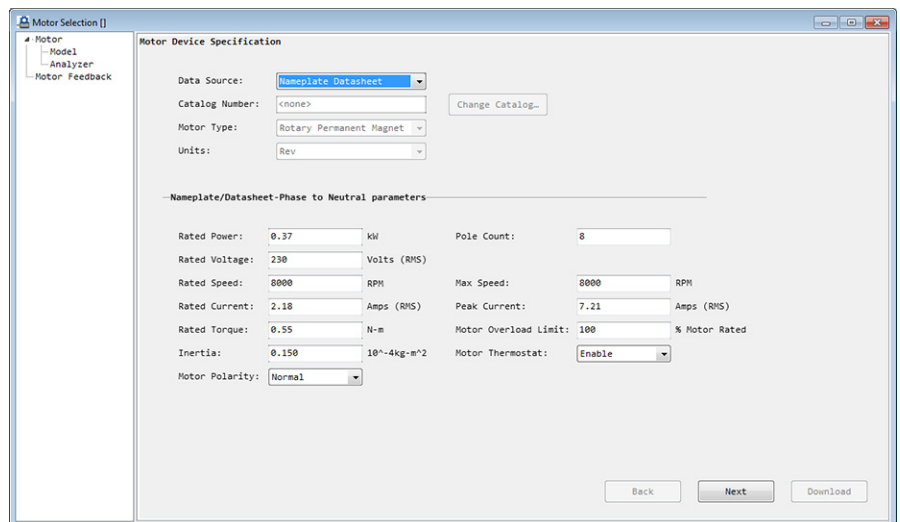 Motor Selection []
Motor
Model
Analyzer
Motor Feedback
Motor Device Specification
Data Source: Nameplate Datasheet
Catalog Number: <none> Change Catalog…
Motor Type: Rotary Permanent Magnet
Units: Rev
Nameplate/Datasheet-Phase to Neutral parameters
Rated Power: 0.37 kW Pole Count: 8
Rated Voltage: 230 Volts (RMS)
Rated Speed: 8000 RPM Max Speed: 8000 RPM
Rated Current: 2.18 Amps (RMS) Peak Current: 7.21 Amps (RMS)
Rated Torque: 0.55 N-m Motor Overload Limit: 100 % Motor Rated
Inertia: 0.150 10^-4kg-m^2 Motor Thermostat: Enable
Motor Polarity: Normal
Back Next Download